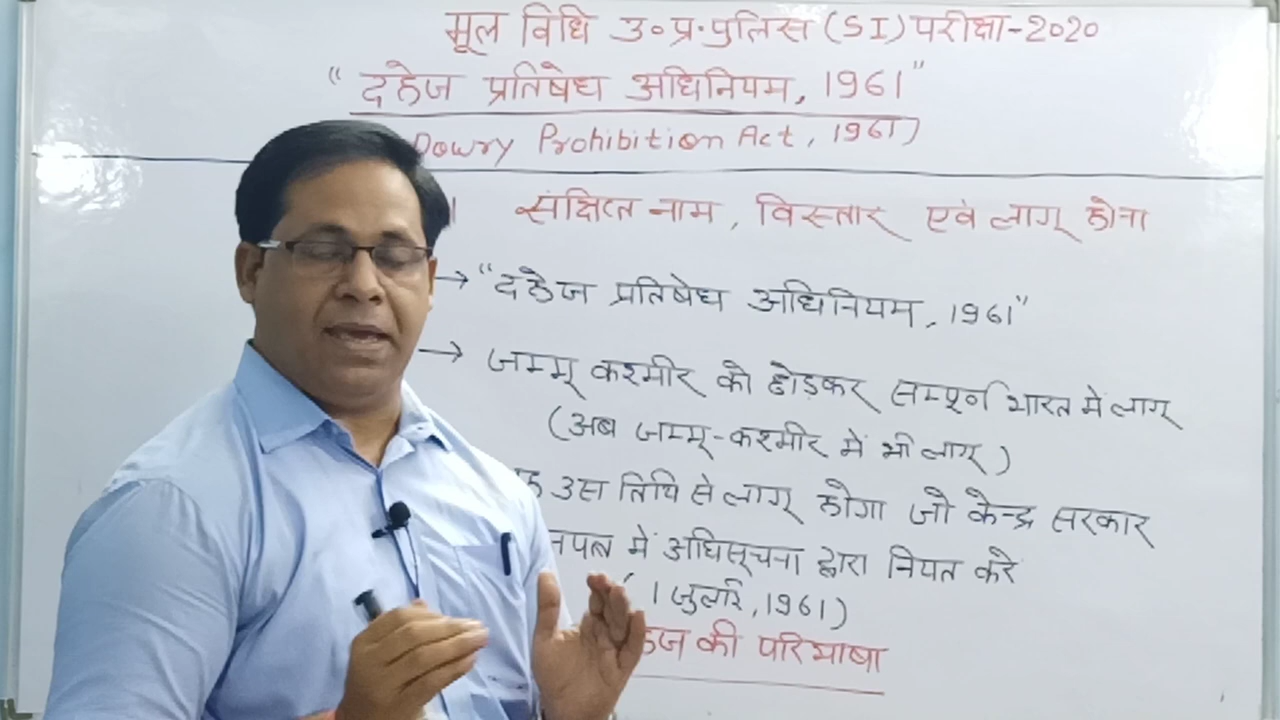 मूल विधि उ०प्र०पुलिस (SI) परीक्षा-2020
"दहेज प्रतिषेध अधिनियम, 1961"
Dowry Prohibition Act, 1961)
संक्षिप्त नाम, विस्तार एवं लागू होना
→ "दहेज प्रतिषेध अधिनियम, 1961"
→ जम्मू कश्मीर को छोड़कर सम्पूर्ण भारत में लागू
(अब जम्मू-कश्मीर में भी लागू)
उस तिथि से लागू होगा जो केन्द्र सरकार
में अधिसूचना द्वारा नियत करे
(1 जुलाई, 1961)
की परिभाषा